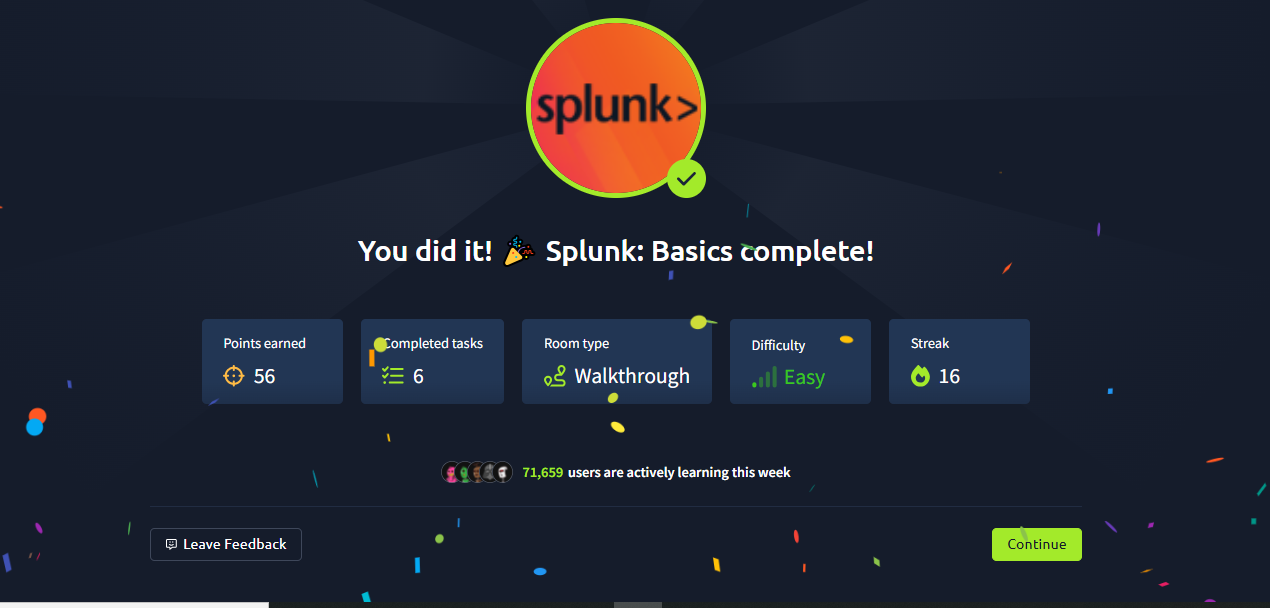 splunk>
You did it! 🎉 Splunk: Basics complete!
Points earned
56
Completed tasks
6
Room type
Walkthrough
Difficulty
Easy
Streak
16
71,659 users are actively learning this week
Leave Feedback
Continue